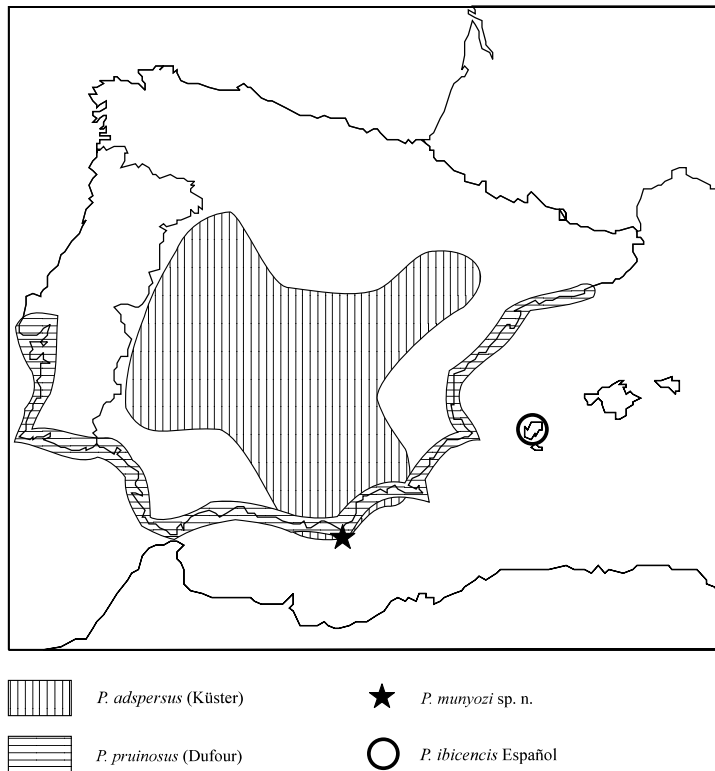 P. adspersus (Küster)
P. munyozi sp. n.
P. pruinosus (Dufour)
P. ibicencis Español